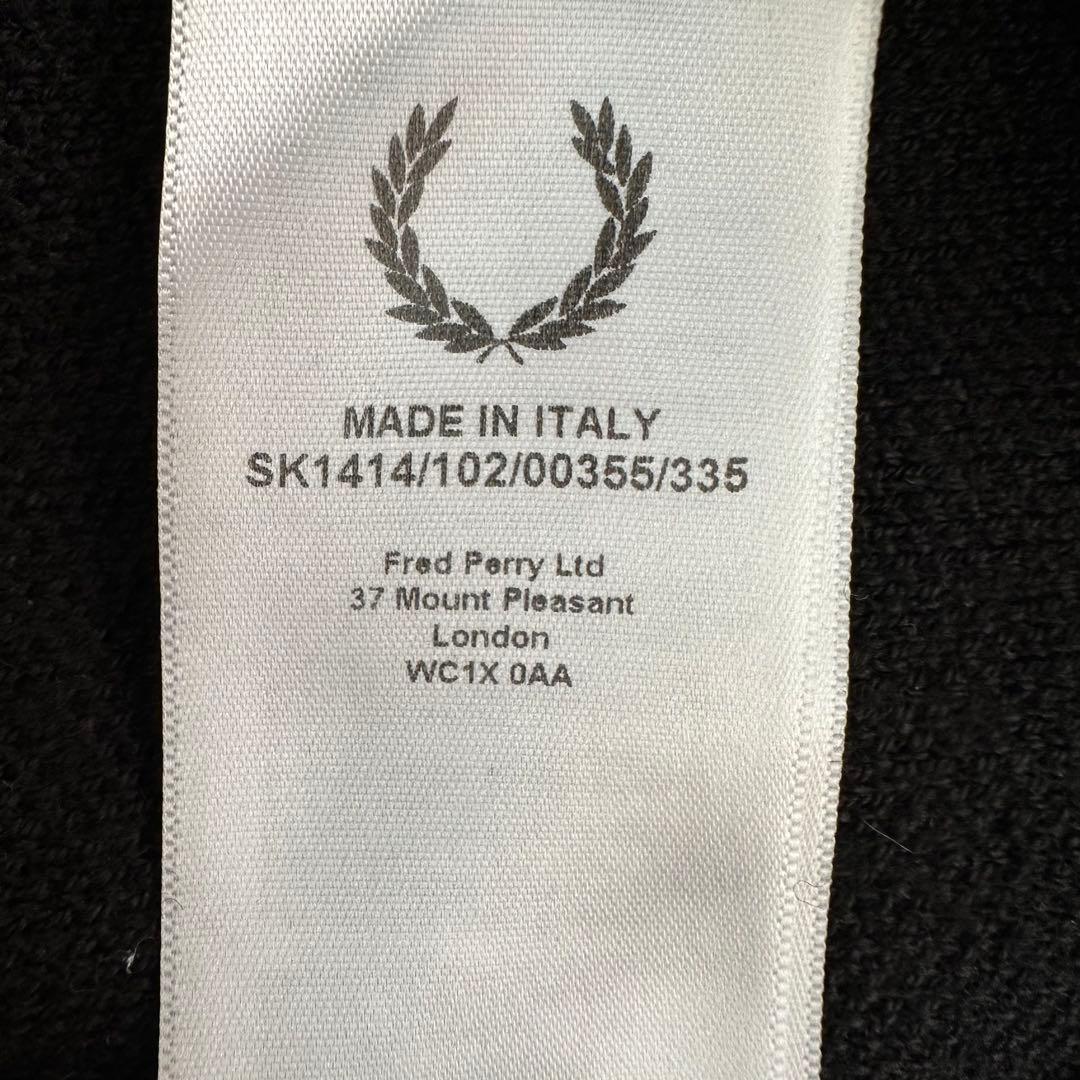 MADE IN ITALY
SK1414/102/00355/335
Fred Perry Ltd
37 Mount Pleasant
London
WC1X 0AA